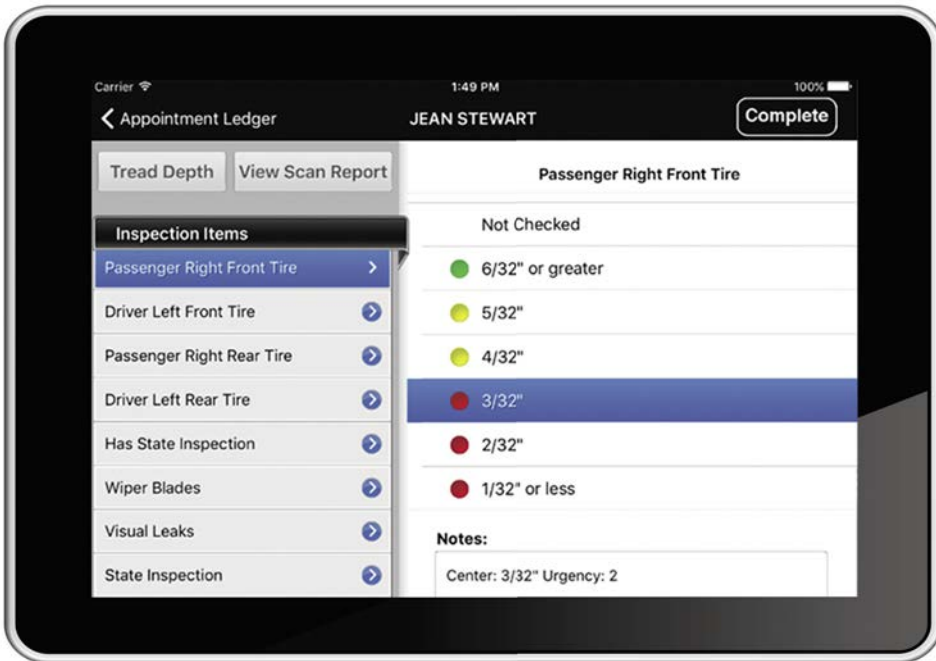 Carrier 1:49 PM 100%
Appointment Ledger JEAN STEWART Complete
Tread Depth View Scan Report
Inspection Items
Passenger Right Front Tire
Driver Left Front Tire
Passenger Right Rear Tire
Driver Left Rear Tire
Has State Inspection
Wiper Blades
Visual Leaks
State Inspection
Passenger Right Front Tire
Not Checked
6/32" or greater
5/32"
4/32"
3/32"
2/32"
1/32" or less
Notes:
Center: 3/32" Urgency: 2